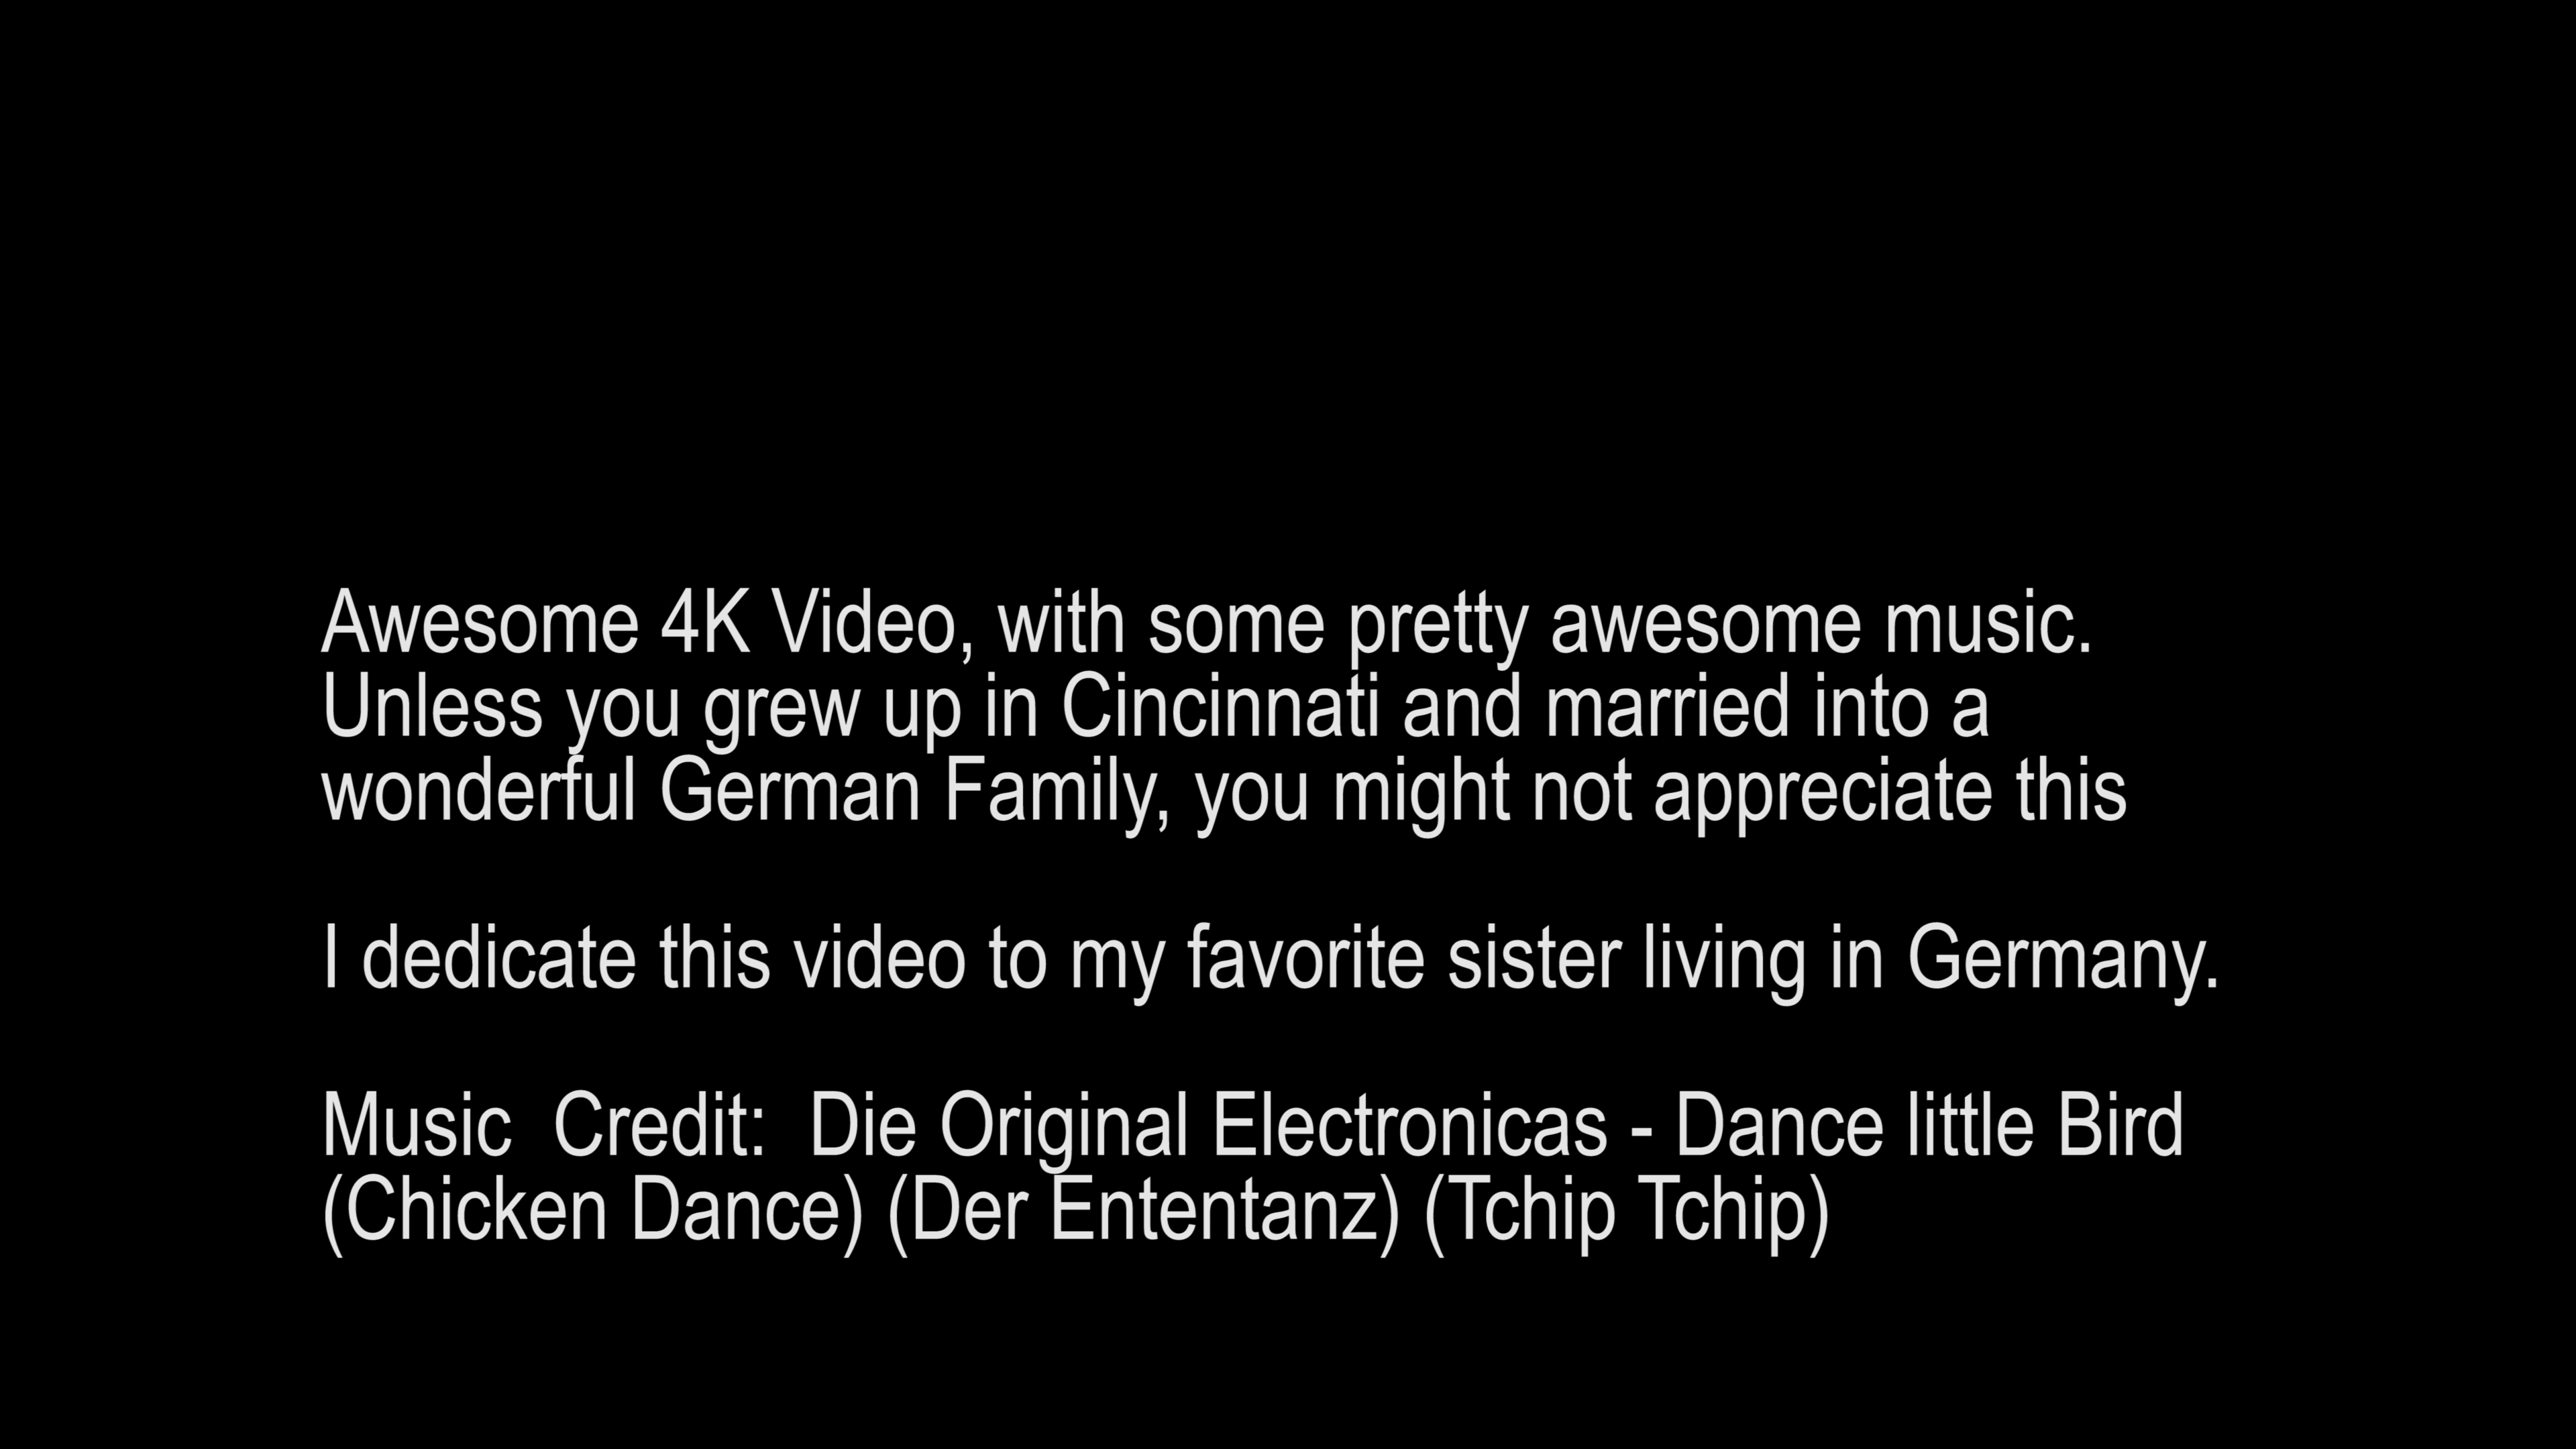 Awesome 4K Video, with some pretty awesome music.
Unless you grew up in Cincinnati and married into a
wonderful German Family, you might not appreciate this
I dedicate this video to my favorite sister living in Germany.
Music  Credit:  Die Original Electronicas - Dance little Bird
(Chicken Dance) (Der Ententanz) (Tchip Tchip)